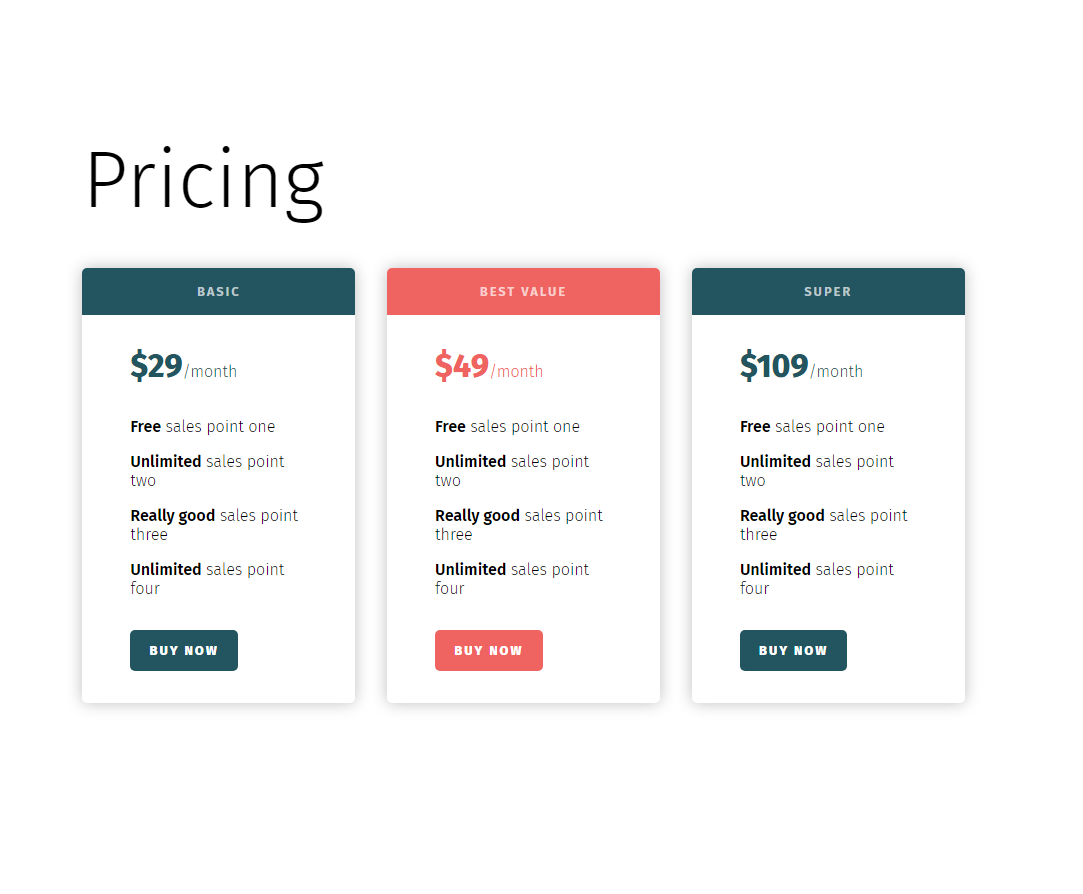 Pricing
BASIC
$29/month
Free sales point one
Unlimited sales point
two
Really good sales point
three
Unlimited sales point
four
BUY NOW
BEST VALUE
$49/month
Free sales point one
Unlimited sales point
two
Really good sales point
three
Unlimited sales point
four
BUY NOW
SUPER
$109/month
Free sales point one
Unlimited sales point
two
Really good sales point
three
Unlimited sales point
four
BUY NOW